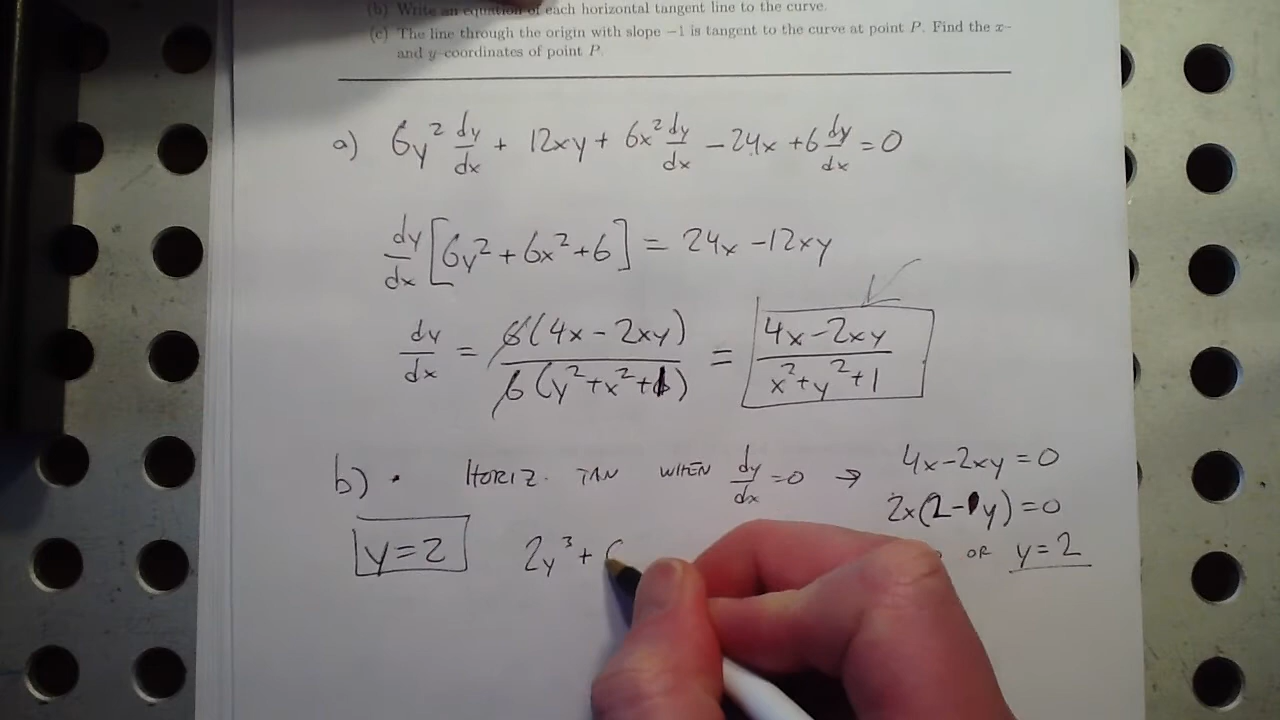 (b) Write an equation of each horizontal tangent line to the curve.
(c) The line through the origin with slope −1 is tangent to the curve at point P. Find the x–
and y–coordinates of point P.
a) 6y² dy/dx + 12xy + 6x² dy/dx − 24x + 6 dy/dx = 0
dy/dx [6y² + 6x² + 6] = 24x − 12xy
dy/dx = 6(4x − 2xy)/6(y² + x² + 1) = 4x − 2xy/x² + y² + 1
b) • HORIZ. TAN WHEN dy/dx = 0 → 4x − 2xy = 0
2x(2 − y) = 0
y = 2 2y³ + OR y = 2